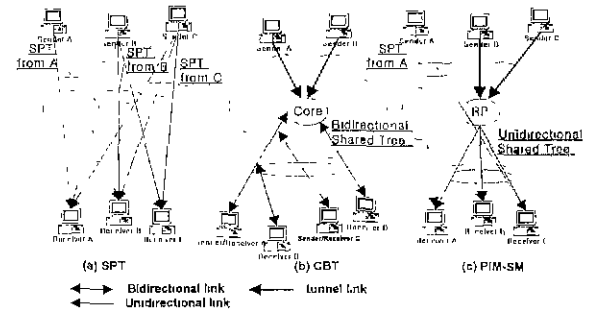 Sender A
Sender B
Sender C
SPT
from A
SPT
from B
SPT
from C
Receiver A
Receiver B
(a) SPT
Sender A
Sender B
Core1
Bidirectional
Shared Tree
Sender/Receiver C
Receiver D
Receiver B
(b) CBT
SPT
from A
Sender A
Sender B
RP
Unidirectional
Shared Tree
Receiver A
Receiver B
Receiver C
(c) PIM-SM
Bidirectional link
tunnel link
Unidirectional link